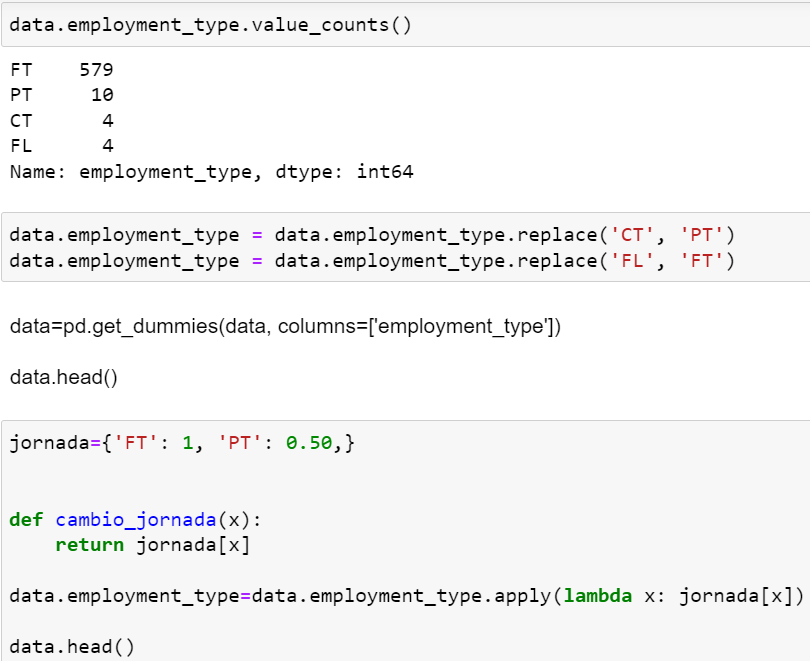 data.employment_type.value_counts()
FT    579
PT     10
CT      4
FL      4
Name: employment_type, dtype: int64
data.employment_type = data.employment_type.replace('CT', 'PT')
data.employment_type = data.employment_type.replace('FL', 'FT')
data=pd.get_dummies(data, columns=['employment_type'])
data.head()
jornada={'FT': 1, 'PT': 0.50,}
def cambio_jornada(x):
    return jornada[x]
data.employment_type=data.employment_type.apply(lambda x: jornada[x])
data.head()